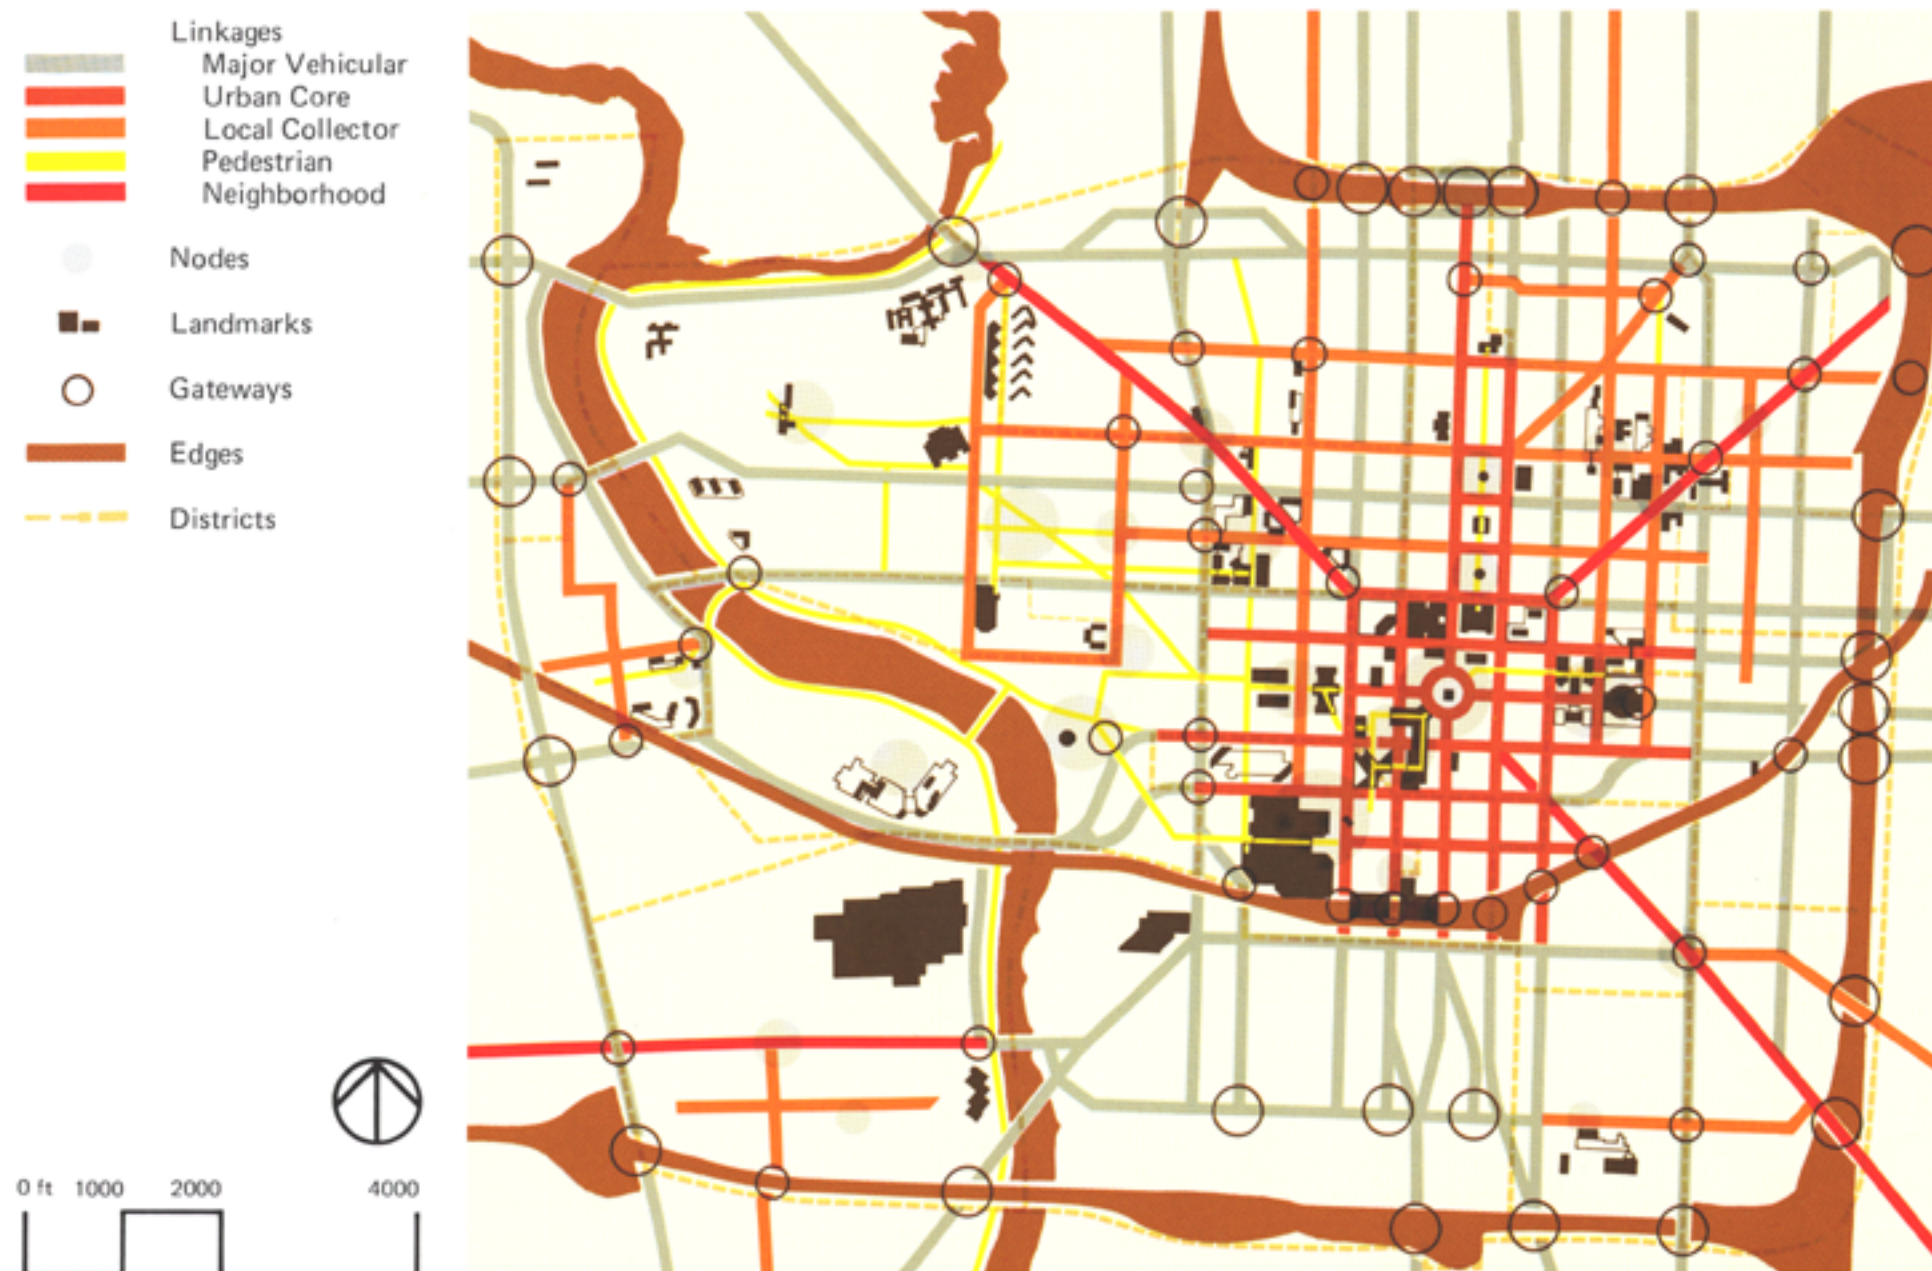 Linkages
Major Vehicular
Urban Core
Local Collector
Pedestrian
Neighborhood
Nodes
Landmarks
Gateways
Edges
Districts
0 ft 1000 2000 4000